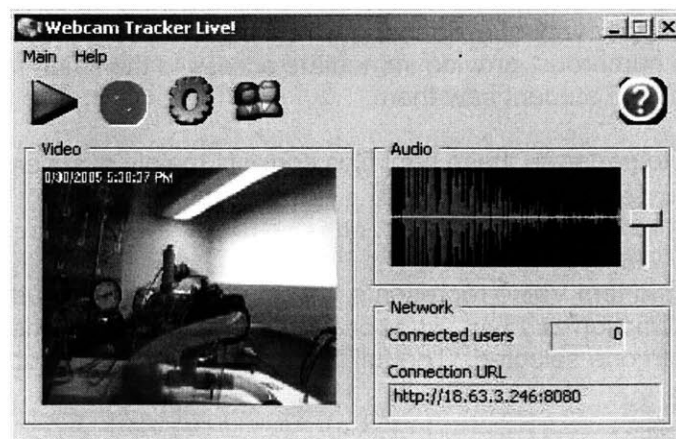 Webcam Tracker Live!
Main Help
Video
Audio
Network
Connected users 0
Connection URL
http://18.63.3.246:8080